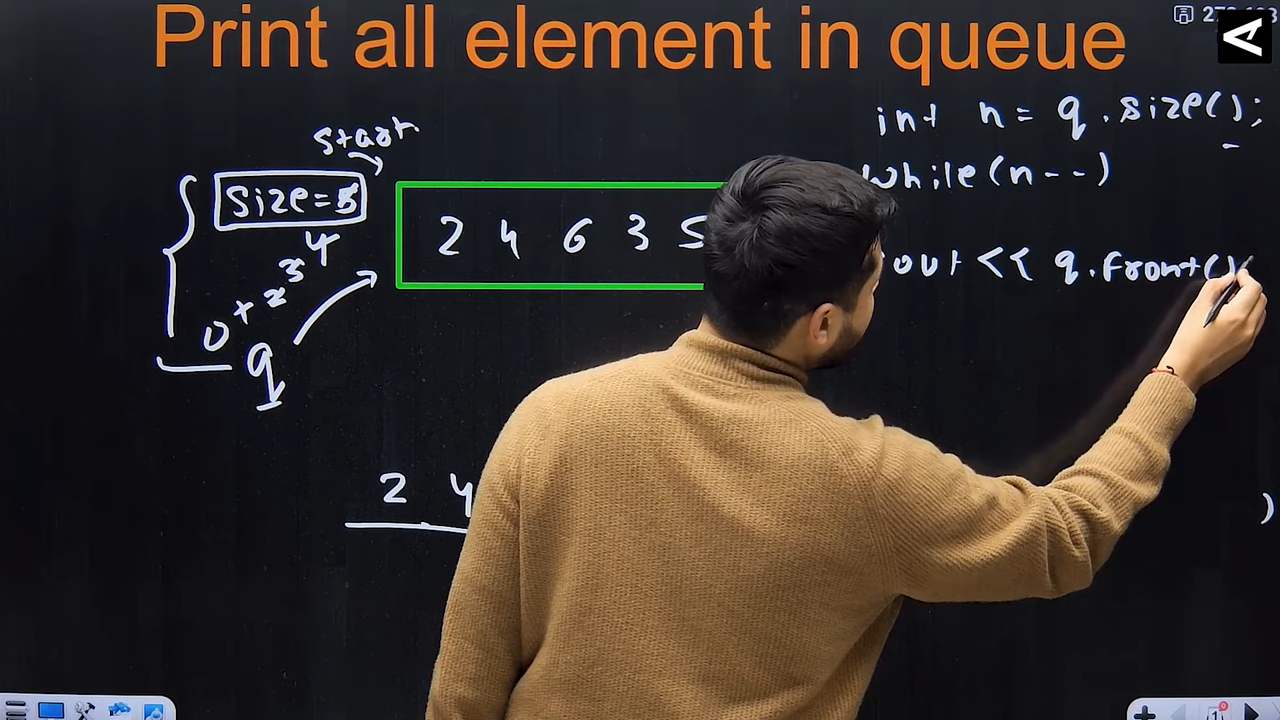 Print all element in queue
int n = q.size();
while(n--)
cout << q.front()
start
Size=5
2 4 6 3 5
4
3
2
0
q
2 4
)